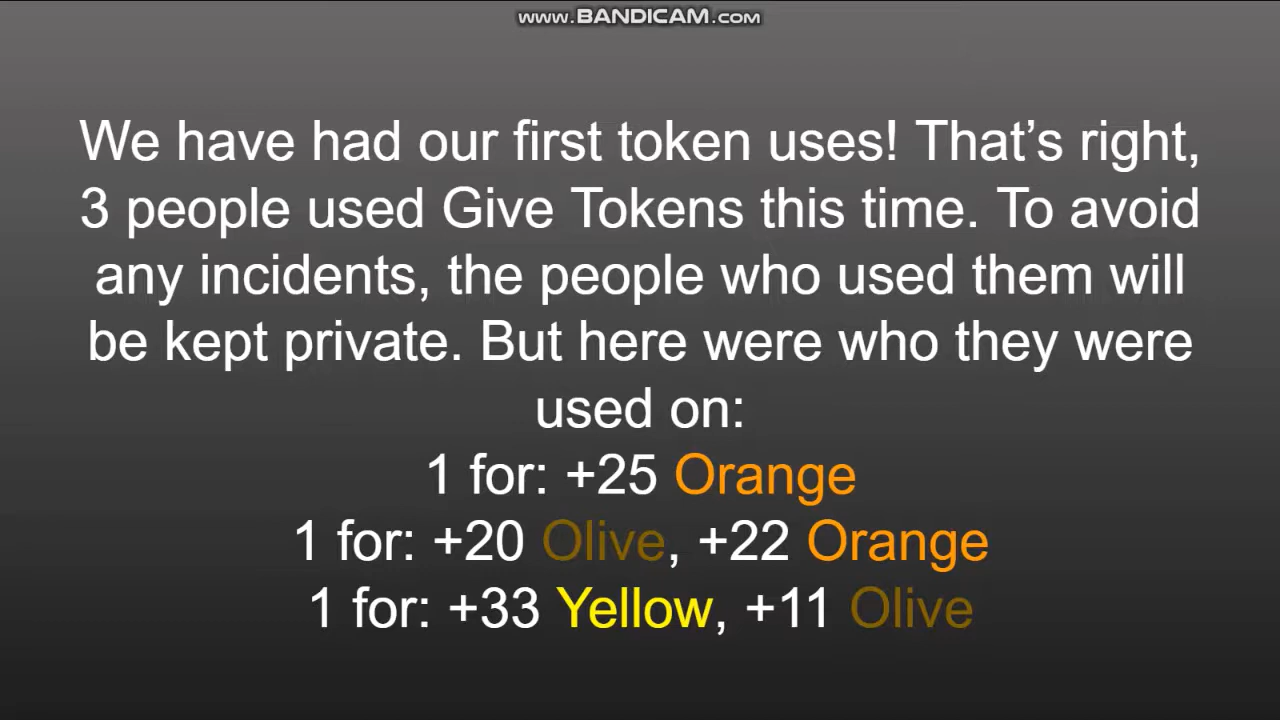 www.BANDICAM.com
We have had our first token uses! That’s right,
3 people used Give Tokens this time. To avoid
any incidents, the people who used them will
be kept private. But here were who they were
used on:
1 for: +25 Orange
1 for: +20 Olive, +22 Orange
1 for: +33 Yellow, +11 Olive